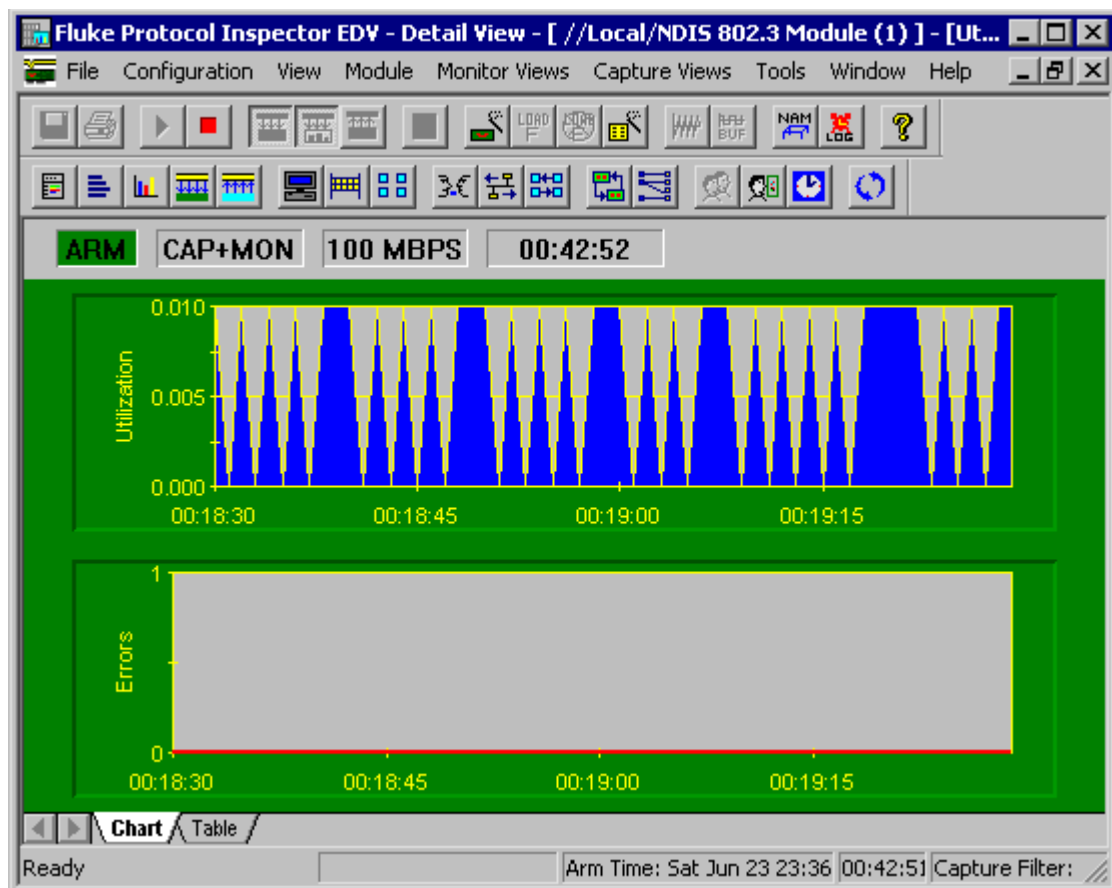 Fluke Protocol Inspector EDV - Detail View - [ //Local/NDIS 802.3 Module (1) ] - [Ut...
File Configuration View Module Monitor Views Capture Views Tools Window Help
LOAD
BUF
NAM
LOG
ARM CAP+MON 100 MBPS 00:42:52
Utilization
0.010
0.005
0.000
00:18:30 00:18:45 00:19:00 00:19:15
Errors
1
0
00:18:30 00:18:45 00:19:00 00:19:15
Chart Table
Ready Arm Time: Sat Jun 23 23:36 00:42:51 Capture Filter: